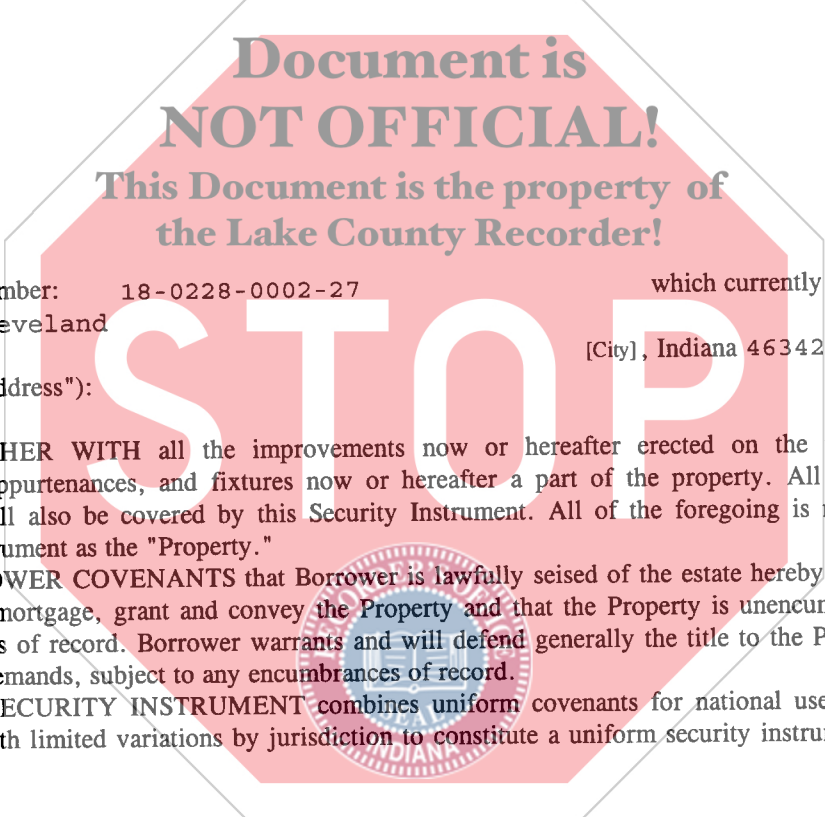 Document is
NOT OFFICIAL!
This Document is the property of
the Lake County Recorder!
mber: 18-0228-0002-27 which currently
eveland
[City], Indiana 46342
ddress"):
STOP
HER WITH all the improvements now or hereafter erected on the
ppurtenances, and fixtures now or hereafter a part of the property. All
ll also be covered by this Security Instrument. All of the foregoing is
ument as the "Property."
OWER COVENANTS that Borrower is lawfully seised of the estate hereby
mortgage, grant and convey the Property and that the Property is unencum
s of record. Borrower warrants and will defend generally the title to the P
emands, subject to any encumbrances of record.
ECURITY INSTRUMENT combines uniform covenants for national use
th limited variations by jurisdiction to constitute a uniform security instru
SEAL
INDIANA